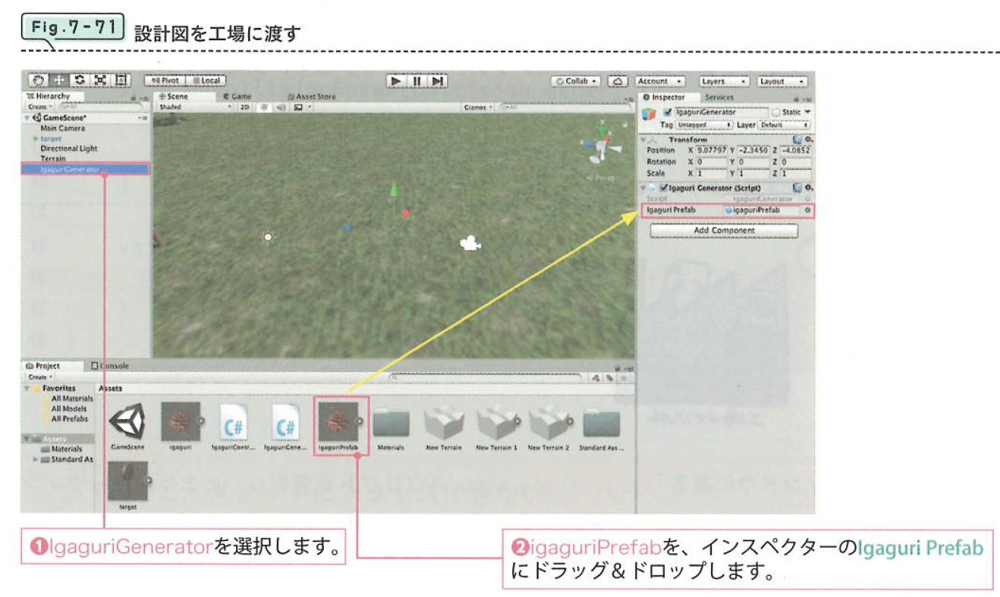 Fig.7-71 設計図を工場に渡す
Pivot Local
Collab
Account
Layers
Layout
Hierarchy
Create
GameScene*
Main Camera
target
Directional Light
Terrain
IgaguriGenerator
Scene Game Asset Store
Shaded 2D Gizmos
Persp
Inspector Services
IgaguriGenerator Static
Tag Untagged Layer Default
Transform
Position X 9.07797 Y -2.3450 Z -4.0852
Rotation X 0 Y 0 Z 0
Scale X 1 Y 1 Z 1
Igaguri Generator (Script)
Script IgaguriGenerator
Igaguri Prefab igaguriPrefab
Add Component
Project Console
Create
Favorites
All Materials
All Models
All Prefabs
Assets
Materials
Standard As
Assets
GameScene igaguri IgaguriContr... IgaguriGene... igaguriPrefab Materials New Terrain New Terrain 1 New Terrain 2 Standard Ass...
target
❶IgaguriGeneratorを選択します。
❷igaguriPrefabを、インスペクターのIgaguri Prefab
にドラッグ&ドロップします。